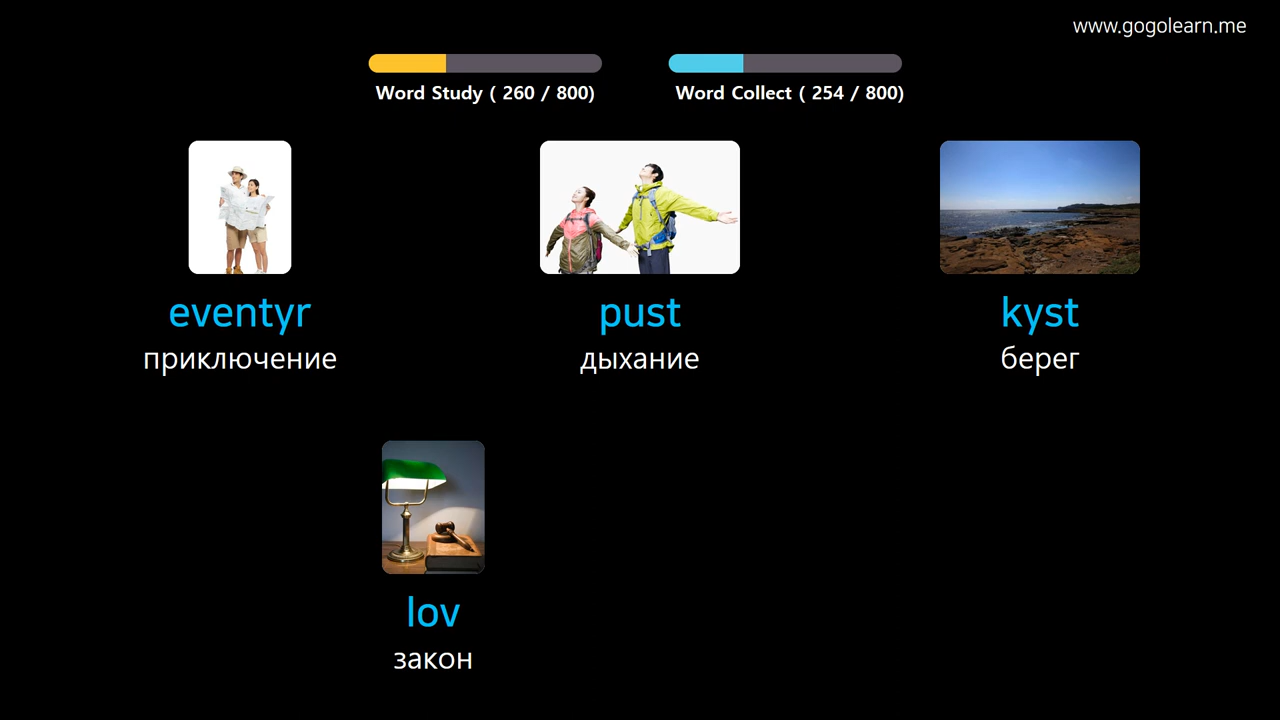 www.gogolearn.me
Word Study ( 260 / 800)
Word Collect ( 254 / 800)
eventyr
приключение
pust
дыхание
kyst
берег
lov
закон